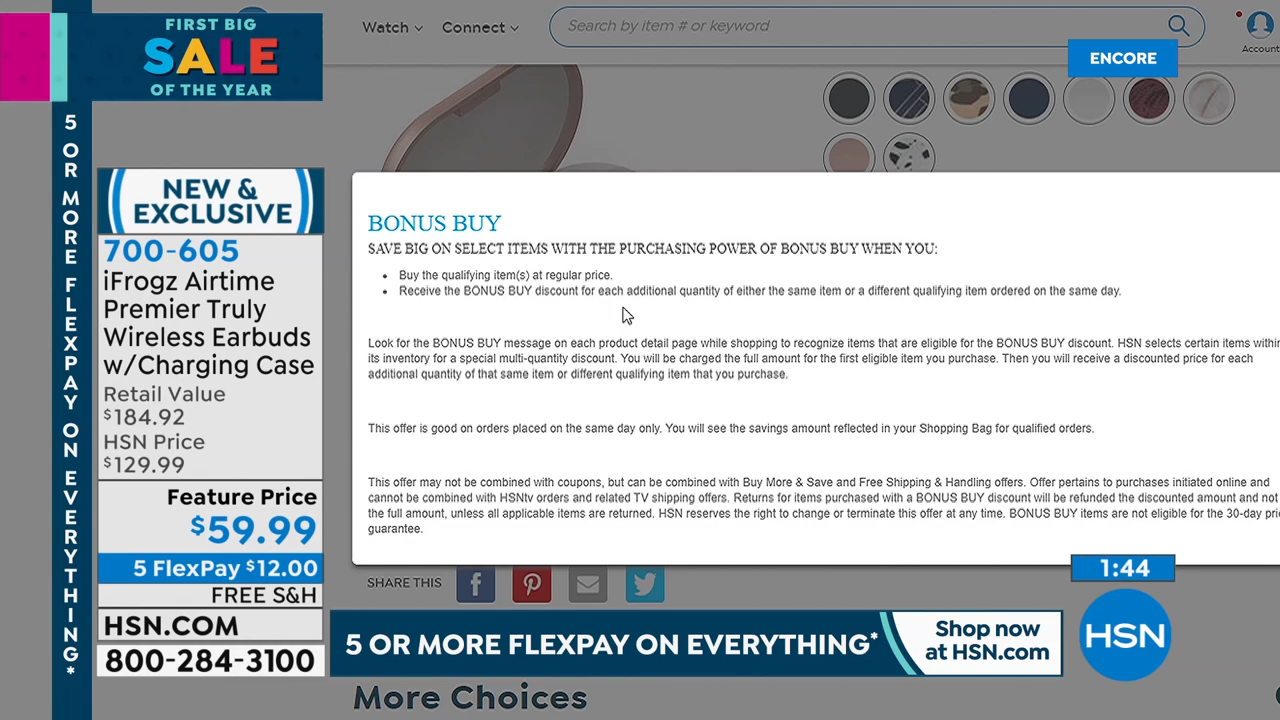 FIRST BIG
SALE
OF THE YEAR
5 OR MORE FLEXPAY ON EVERYTHING*
Watch
Connect
Search by item # or keyword
Account
ENCORE
NEW &
EXCLUSIVE
700-605
iFrogz Airtime
Premier Truly
Wireless Earbuds
w/Charging Case
Retail Value
$184.92
HSN Price
$129.99
Feature Price
$59.99
5 FlexPay $12.00
FREE S&H
HSN.COM
800-284-3100
BONUS BUY
SAVE BIG ON SELECT ITEMS WITH THE PURCHASING POWER OF BONUS BUY WHEN YOU:
• Buy the qualifying item(s) at regular price.
• Receive the BONUS BUY discount for each additional quantity of either the same item or a different qualifying item ordered on the same day.
Look for the BONUS BUY message on each product detail page while shopping to recognize items that are eligible for the BONUS BUY discount. HSN selects certain items within
its inventory for a special multi-quantity discount. You will be charged the full amount for the first eligible item you purchase. Then you will receive a discounted price for each
additional quantity of that same item or different qualifying item that you purchase.
This offer is good on orders placed on the same day only. You will see the savings amount reflected in your Shopping Bag for qualified orders.
This offer may not be combined with coupons, but can be combined with Buy More & Save and Free Shipping & Handling offers. Offer pertains to purchases initiated online and
cannot be combined with HSNtv orders and related TV shipping offers. Returns for items purchased with a BONUS BUY discount will be refunded the discounted amount and not
the full amount, unless all applicable items are returned. HSN reserves the right to change or terminate this offer at any time. BONUS BUY items are not eligible for the 30-day
guarantee.
SHARE THIS
1:44
5 OR MORE FLEXPAY ON EVERYTHING*
Shop now
at HSN.com
HSN
More Choices